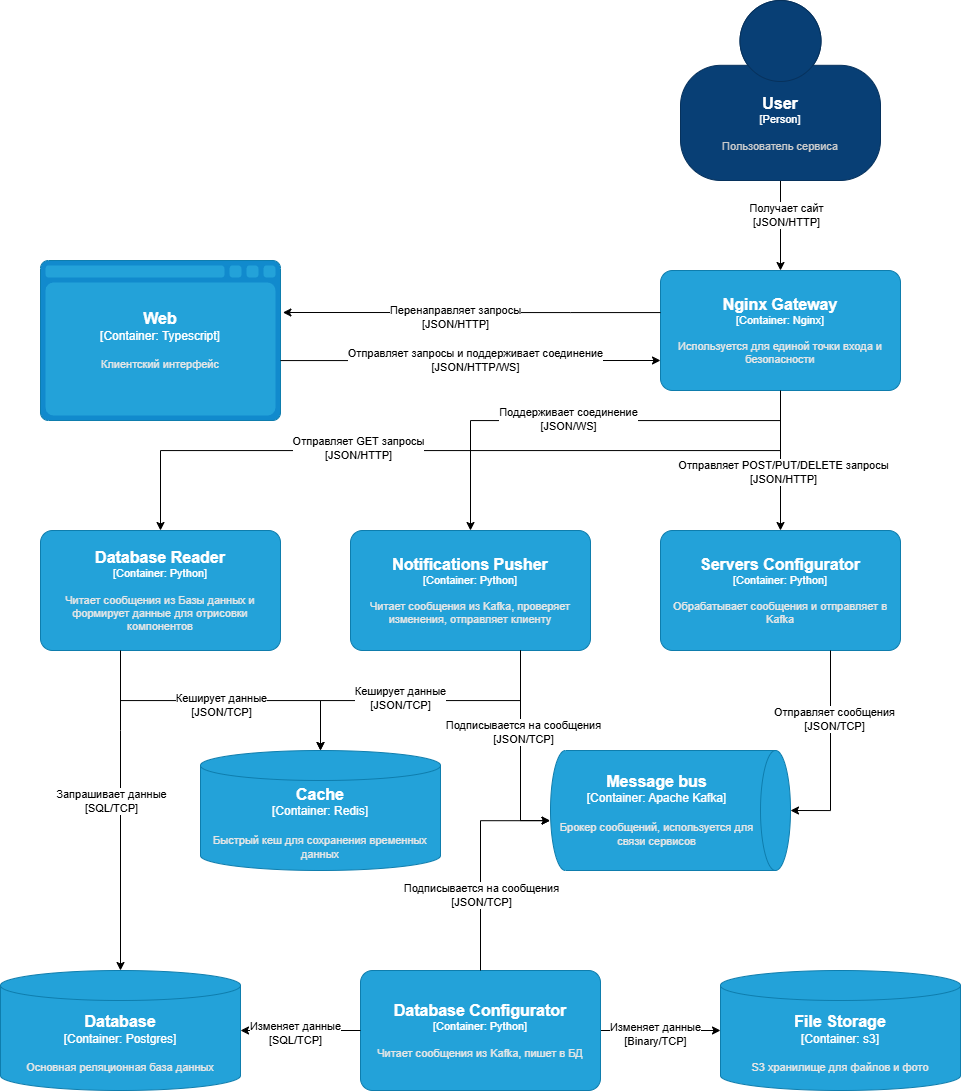 User
[Person]
Пользователь сервиса
Получает сайт
[JSON/HTTP]
Web
[Container: Typescript]
Клиентский интерфейс
Перенаправляет запросы
[JSON/HTTP]
Отправляет запросы и поддерживает соединение
[JSON/HTTP/WS]
Nginx Gateway
[Container: Nginx]
Используется для единой точки входа и
безопасности
Поддерживает соединение
[JSON/WS]
Отправляет GET запросы
[JSON/HTTP]
Отправляет POST/PUT/DELETE запросы
[JSON/HTTP]
Database Reader
[Container: Python]
Читает сообщения из Базы данных и
формирует данные для отрисовки
компонентов
Notifications Pusher
[Container: Python]
Читает сообщения из Kafka, проверяет
изменения, отправляет клиенту
Servers Configurator
[Container: Python]
Обрабатывает сообщения и отправляет в
Kafka
Кеширует данные
[JSON/TCP]
Кеширует данные
[JSON/TCP]
Подписывается на сообщения
[JSON/TCP]
Отправляет сообщения
[JSON/TCP]
Запрашивает данные
[SQL/TCP]
Cache
[Container: Redis]
Быстрый кеш для сохранения временных
данных
Message bus
[Container: Apache Kafka]
Брокер сообщений, используется для
связи сервисов
Подписывается на сообщения
[JSON/TCP]
Database
[Container: Postgres]
Основная реляционная база данных
Изменяет данные
[SQL/TCP]
Database Configurator
[Container: Python]
Читает сообщения из Kafka, пишет в БД
Изменяет данные
[Binary/TCP]
File Storage
[Container: s3]
S3 хранилище для файлов и фото